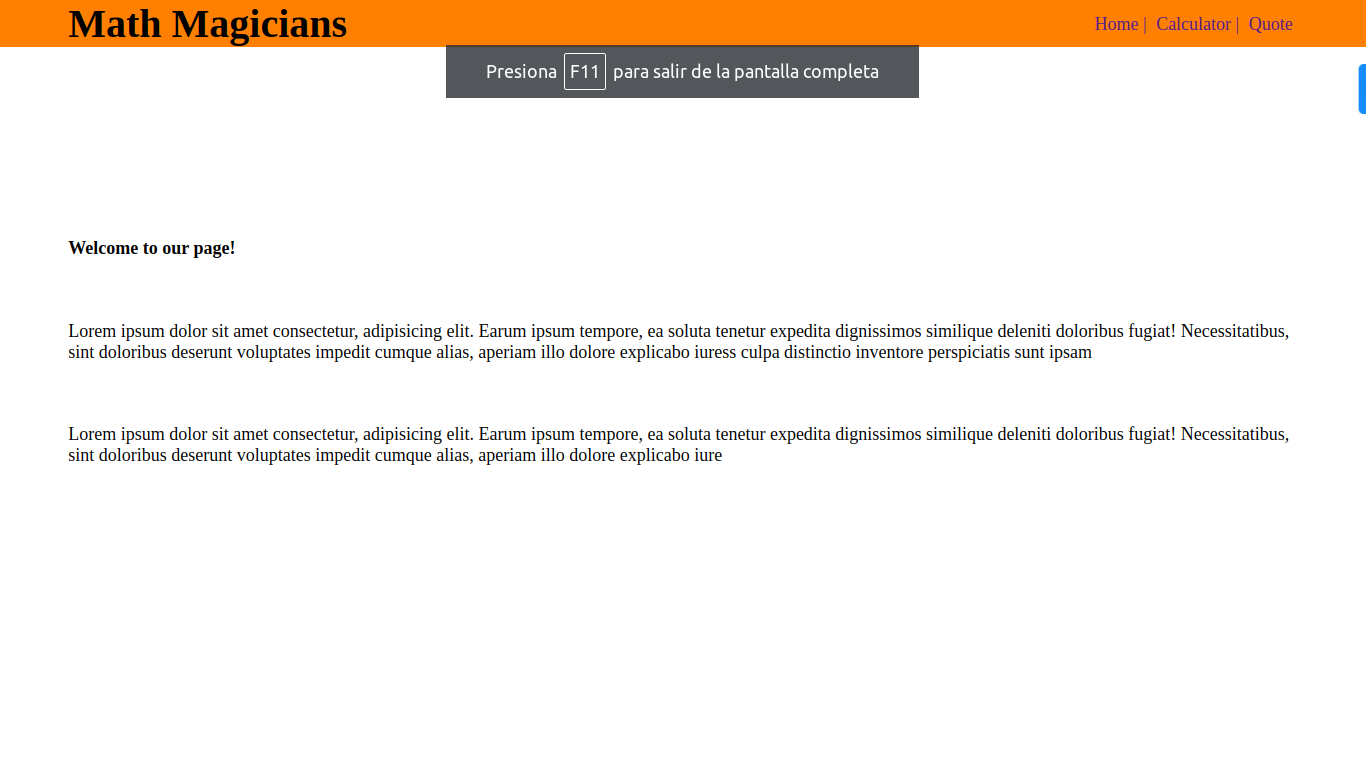 Math Magicians
Home | Calculator | Quote
Presiona F11 para salir de la pantalla completa
Welcome to our page!
Lorem ipsum dolor sit amet consectetur, adipisicing elit. Earum ipsum tempore, ea soluta tenetur expedita dignissimos similique deleniti doloribus fugiat! Necessitatibus,
sint doloribus deserunt voluptates impedit cumque alias, aperiam illo dolore explicabo iuress culpa distinctio inventore perspiciatis sunt ipsam
Lorem ipsum dolor sit amet consectetur, adipisicing elit. Earum ipsum tempore, ea soluta tenetur expedita dignissimos similique deleniti doloribus fugiat! Necessitatibus,
sint doloribus deserunt voluptates impedit cumque alias, aperiam illo dolore explicabo iure